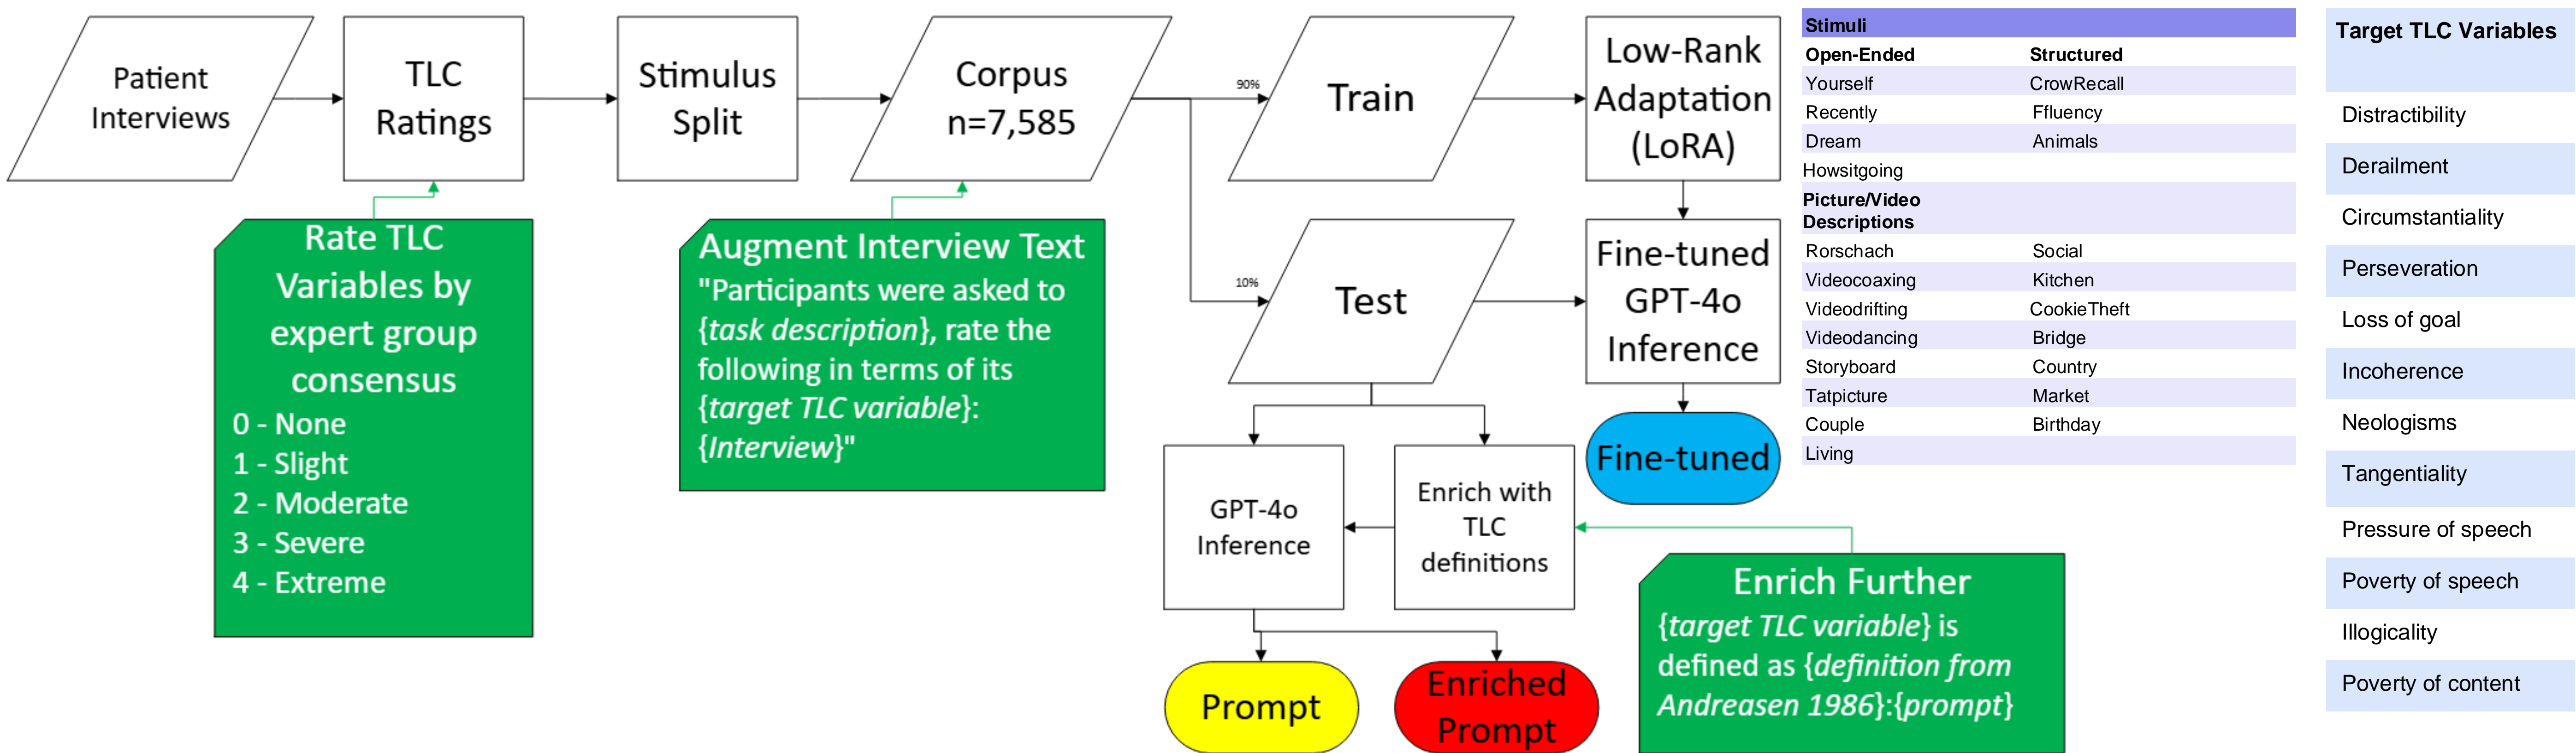 Patient
Interviews
TLC
Ratings
Stimulus
Split
Corpus
n=7,585
90%
Train
Low-Rank
Adaptation
(LoRA)
10%
Test
Fine-tuned
GPT-4o
Inference
Fine-tuned
Rate TLC
Variables by
expert group
consensus
0 - None
1 - Slight
2 - Moderate
3 - Severe
4 - Extreme
Augment Interview Text
"Participants were asked to
{task description}, rate the
following in terms of its
{target TLC variable}:
{Interview}"
GPT-4o
Inference
Enrich with
TLC
definitions
Prompt
Enriched
Prompt
Enrich Further
{target TLC variable} is
defined as {definition from
Andreasen 1986}:{prompt}
Stimuli
Open-Ended Structured
Yourself CrowRecall
Recently Ffluency
Dream Animals
Howsitgoing
Picture/Video
Descriptions
Rorschach Social
Videocoaxing Kitchen
Videodrifting CookieTheft
Videodancing Bridge
Storyboard Country
Tatpicture Market
Couple Birthday
Living
Target TLC Variables
Distractibility
Derailment
Circumstantiality
Perseveration
Loss of goal
Incoherence
Neologisms
Tangentiality
Pressure of speech
Poverty of speech
Illogicality
Poverty of content